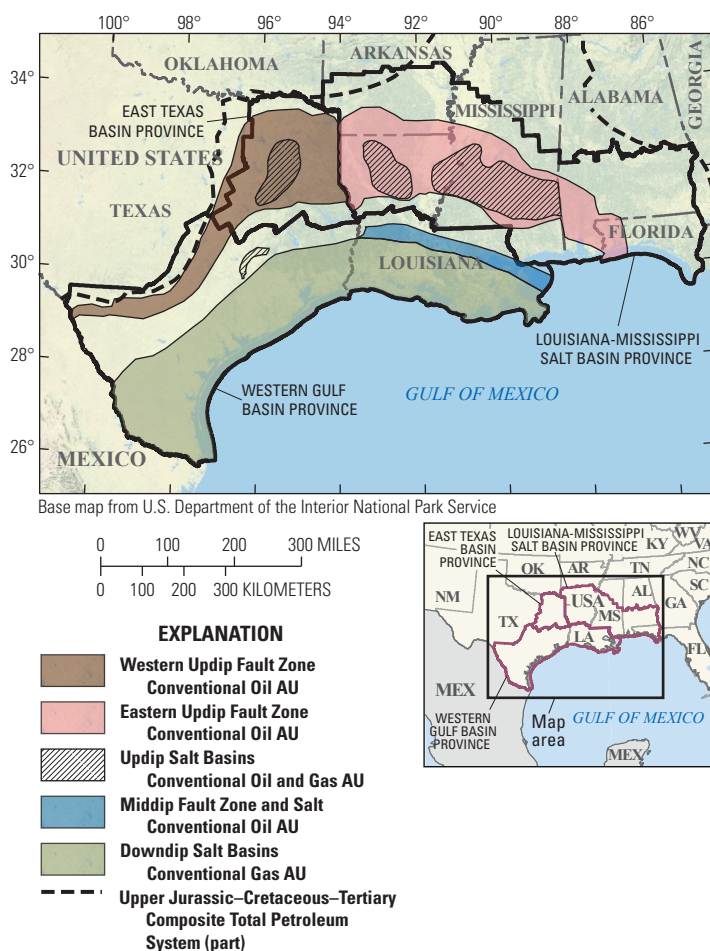 100° 98° 96° 94° 92° 90° 88° 86°
34°
32°
30°
28°
26°
OKLAHOMA
ARKANSAS
GEORGIA
EAST TEXAS
BASIN PROVINCE
MISSISSIPPI
ALABAMA
UNITED STATES
TEXAS
FLORIDA
LOUISIANA
LOUISIANA-MISSISSIPPI
SALT BASIN PROVINCE
WESTERN GULF
BASIN PROVINCE
GULF OF MEXICO
MEXICO
Base map from U.S. Department of the Interior National Park Service
0 100 200 300 MILES
0 100 200 300 KILOMETERS
EXPLANATION
Western Updip Fault Zone
Conventional Oil AU
Eastern Updip Fault Zone
Conventional Oil AU
Updip Salt Basins
Conventional Oil and Gas AU
Middip Fault Zone and Salt
Conventional Oil AU
Downdip Salt Basins
Conventional Gas AU
Upper Jurassic–Cretaceous–Tertiary
Composite Total Petroleum
System (part)
EAST TEXAS
BASIN
PROVINCE
LOUISIANA-MISSISSIPPI
SALT BASIN PROVINCE
KY
WV
VA
OK
AR
TN
NC
SC
NM
USA
AL
GA
TX
MS
LA
FL
MEX
WESTERN
GULF BASIN
PROVINCE
Map
area
GULF OF MEXICO
MEX